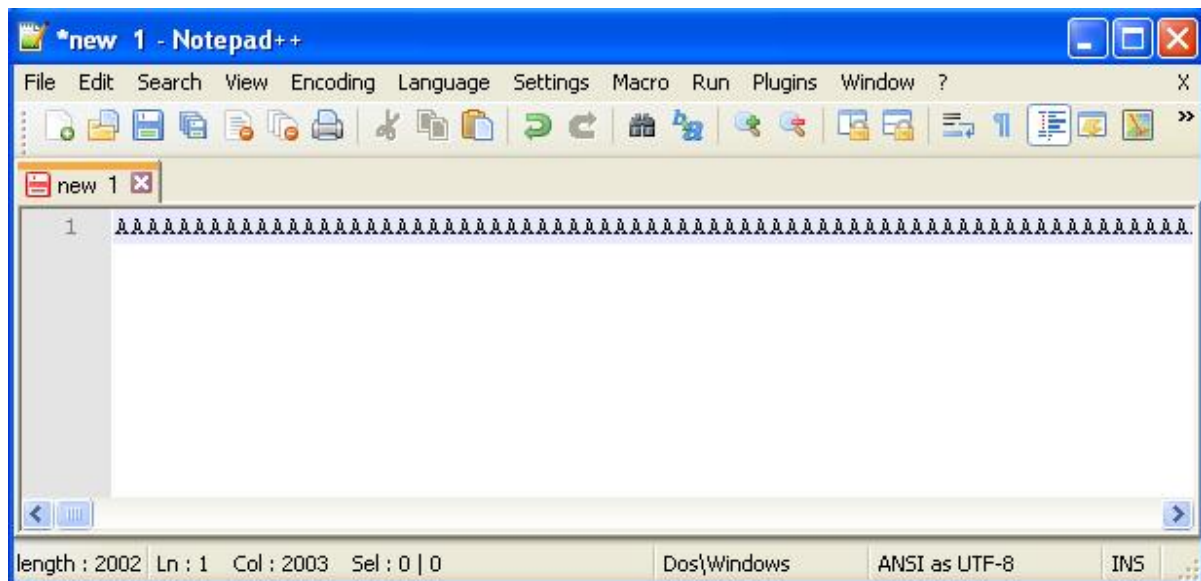 *new 1 - Notepad++
File Edit Search View Encoding Language Settings Macro Run Plugins Window ? X
new 1
1
length : 2002 Ln : 1 Col : 2003 Sel : 0 | 0 Dos\Windows ANSI as UTF-8 INS